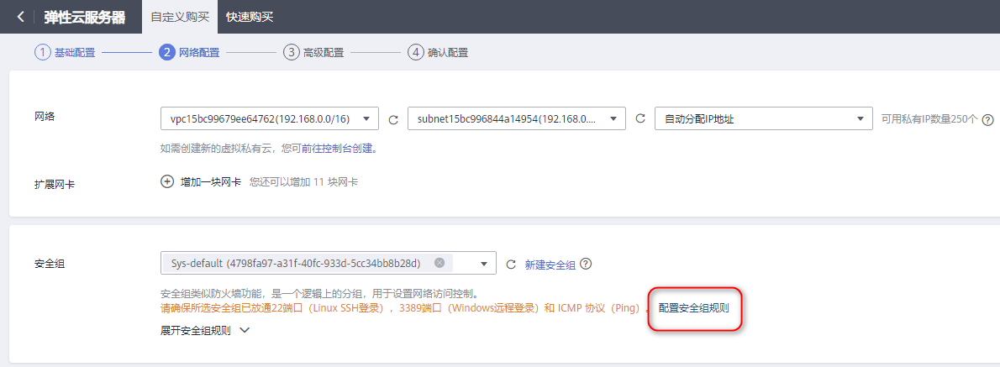 弹性云服务器 自定义购买 快速购买
1 基础配置 2 网络配置 3 高级配置 4 确认配置
网络 vpc15bc99679ee64762(192.168.0.0/16) subnet15bc996844a14954(192.168.0.... 自动分配IP地址 可用私有IP数量250个
如需创建新的虚拟私有云，您可前往控制台创建。
扩展网卡 增加一块网卡 您还可以增加 11 块网卡
安全组 Sys-default (4798fa97-a31f-40fc-933d-5cc34bb8b28d) 新建安全组
安全组类似防火墙功能，是一个逻辑上的分组，用于设置网络访问控制。
请确保所选安全组已放通22端口（Linux SSH登录），3389端口（Windows远程登录）和 ICMP 协议（Ping）。 配置安全组规则
展开安全组规则